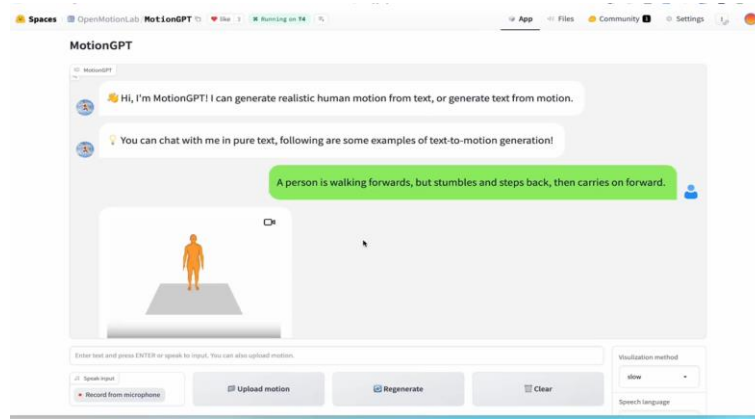 Spaces OpenMotionLab MotionGPT like 3 Running on T4 App Files Community 1 Settings
MotionGPT
MotionGPT
Hi, I'm MotionGPT! I can generate realistic human motion from text, or generate text from motion.
You can chat with me in pure text, following are some examples of text-to-motion generation!
A person is walking forwards, but stumbles and steps back, then carries on forward.
Enter text and press ENTER or speak to input. You can also upload motion.
Visulization method
slow
Speak input
Record from microphone
Upload motion
Regenerate
Clear
Speech language